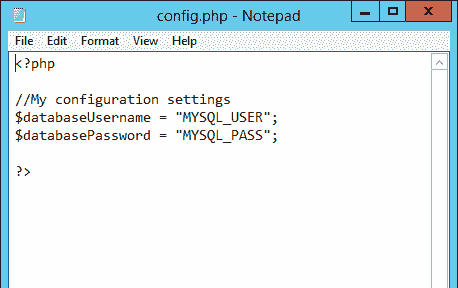 config.php - Notepad
File Edit Format View Help
<?php
//My configuration settings
$databaseUsername = "MYSQL_USER";
$databasePassword = "MYSQL_PASS";
?>